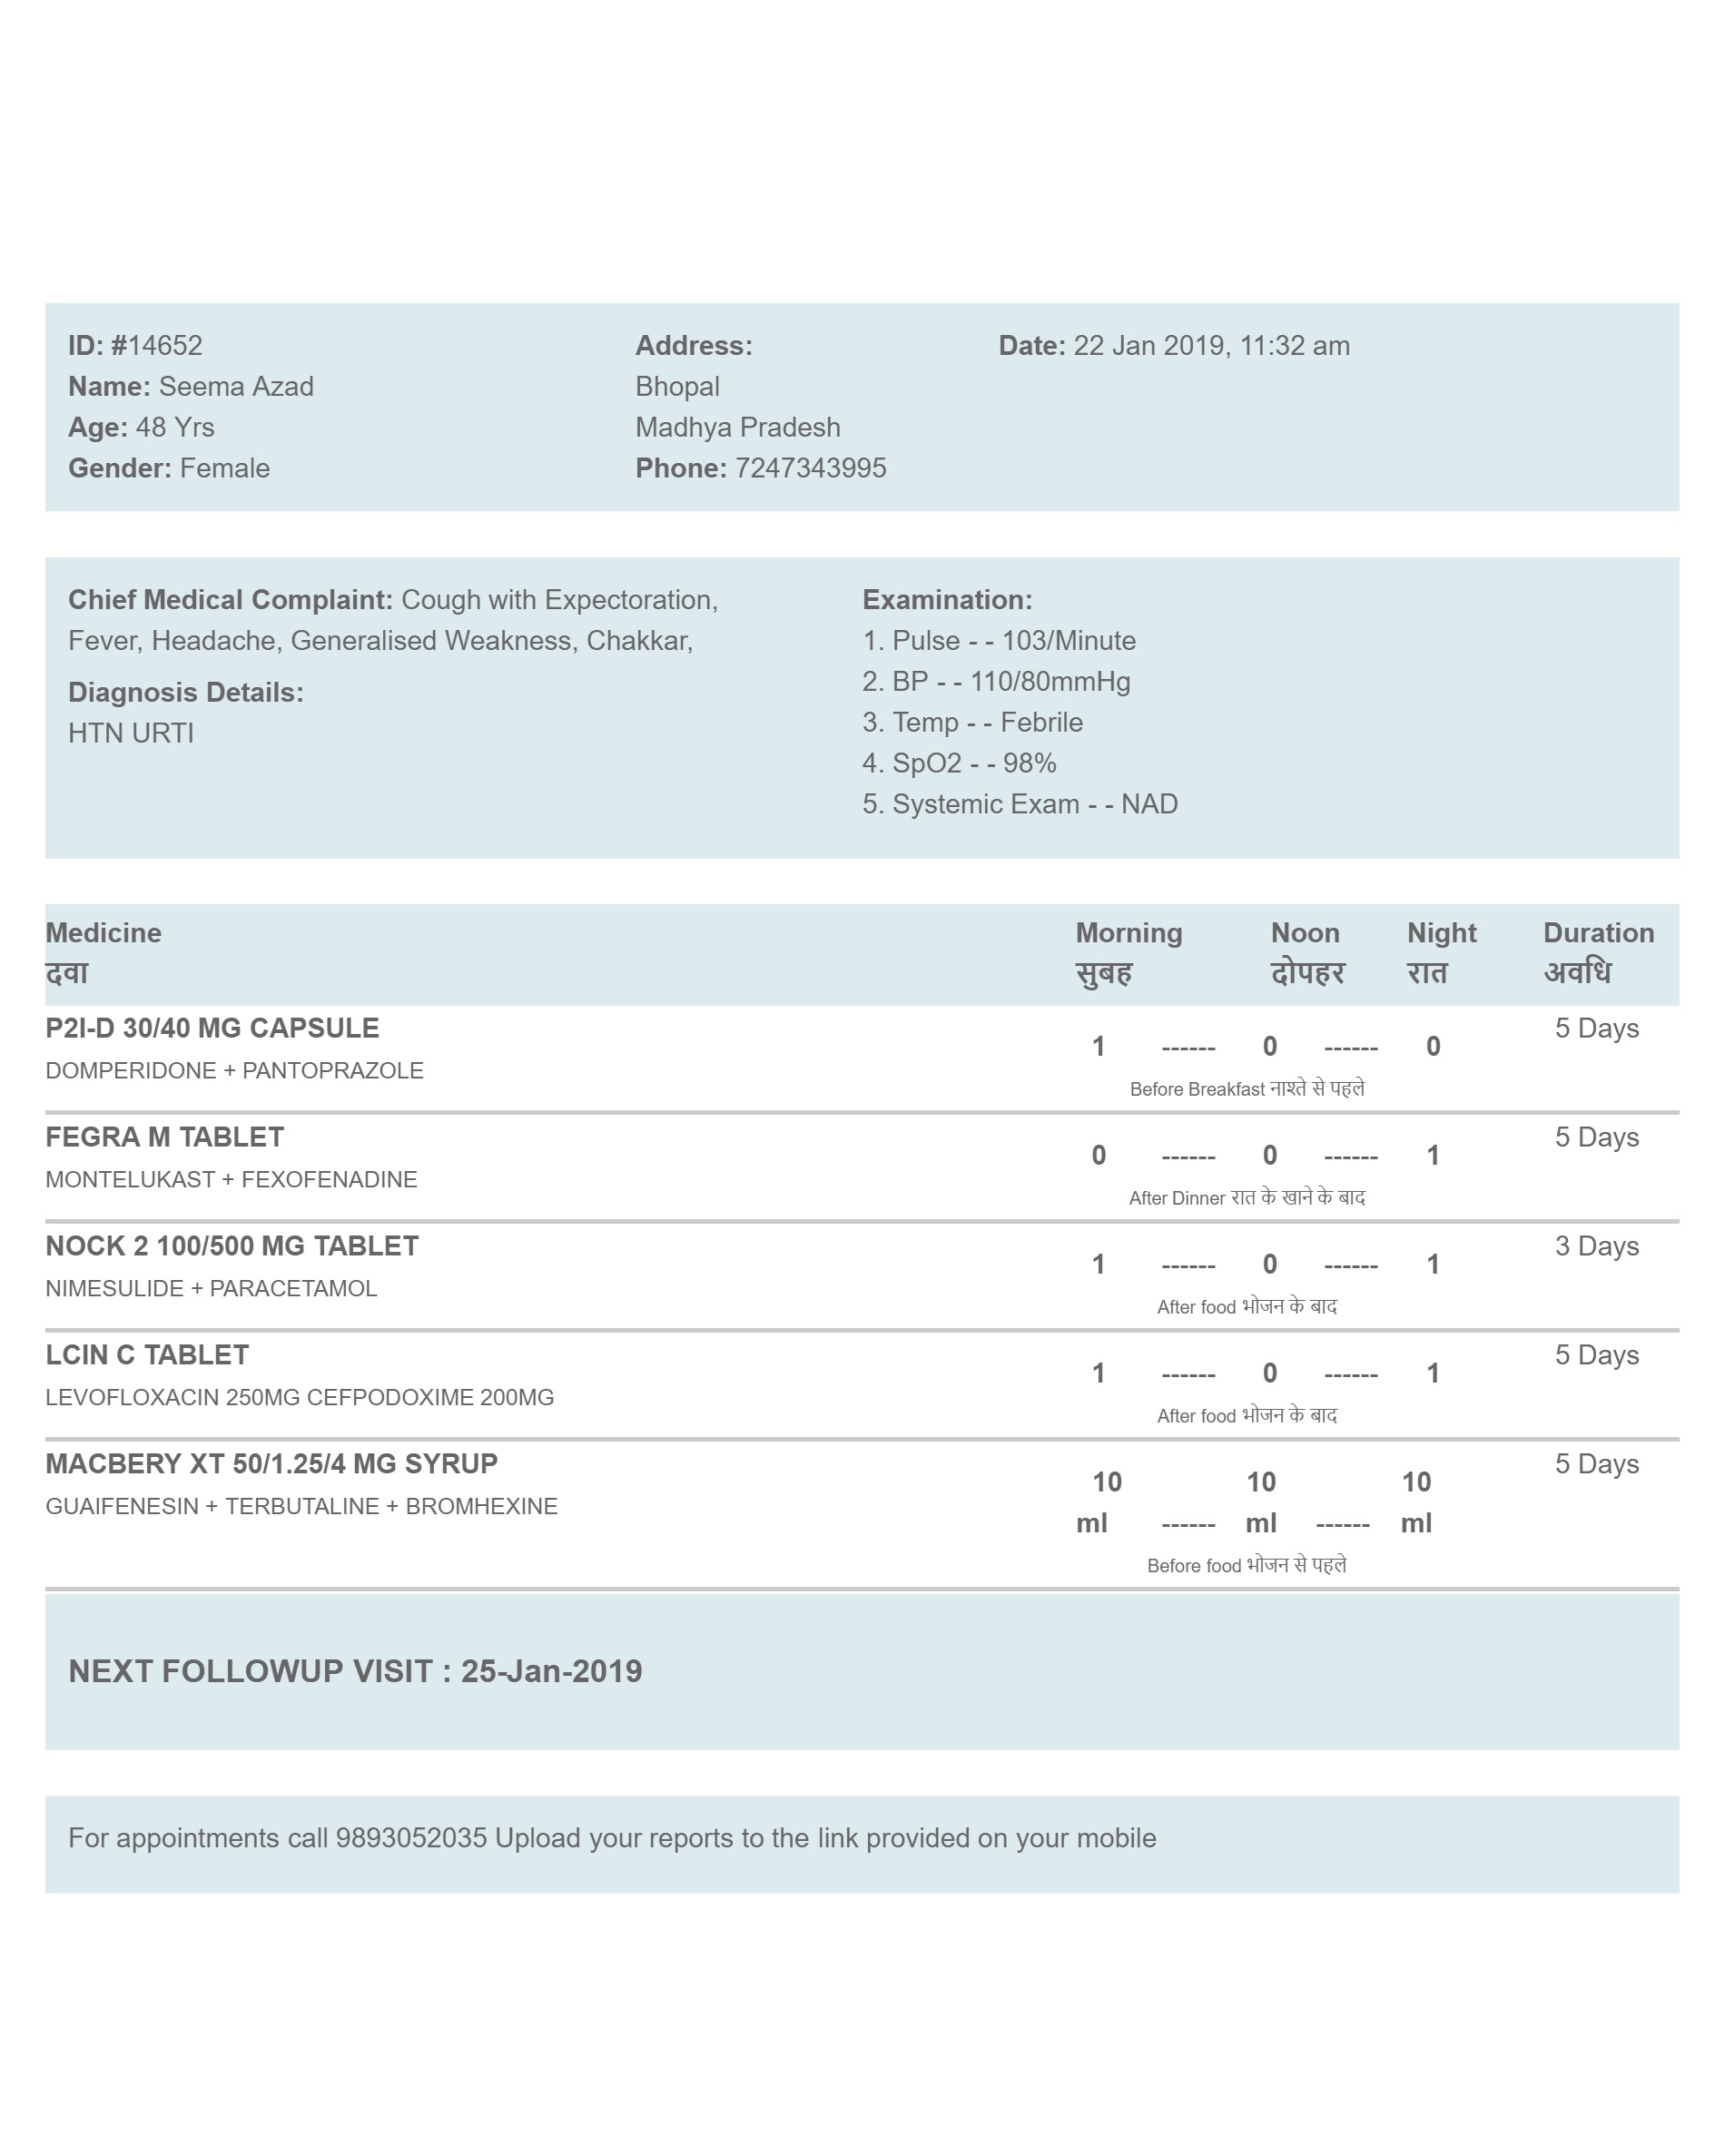 ID: #14652
Name: Seema Azad
Age: 48 Yrs
Gender: Female
Address:
Bhopal
Madhya Pradesh
Phone: 7247343995
Date: 22 Jan 2019, 11:32 am
Chief Medical Complaint: Cough with Expectoration,
Fever, Headache, Generalised Weakness, Chakkar,
Diagnosis Details:
HTN URTI
Examination:
1. Pulse - - 103/Minute
2. BP - - 110/80mmHg
3. Temp - - Febrile
4. SpO2 - - 98%
5. Systemic Exam - - NAD
Medicine Morning Noon Night Duration
दवा सुबह दोपहर रात अवधि
P2I-D 30/40 MG CAPSULE 5 Days
1 ------ 0 ------ 0
DOMPERIDONE + PANTOPRAZOLE
Before Breakfast नाश्ते से पहले
FEGRA M TABLET 5 Days
0 ------ 0 ------ 1
MONTELUKAST + FEXOFENADINE
After Dinner रात के खाने के बाद
NOCK 2 100/500 MG TABLET 3 Days
1 ------ 0 ------ 1
NIMESULIDE + PARACETAMOL
After food भोजन के बाद
LCIN C TABLET 5 Days
1 ------ 0 ------ 1
LEVOFLOXACIN 250MG CEFPODOXIME 200MG
After food भोजन के बाद
MACBERY XT 50/1.25/4 MG SYRUP 5 Days
10 10 10
GUAIFENESIN + TERBUTALINE + BROMHEXINE
ml ------ ml ------ ml
Before food भोजन से पहले
NEXT FOLLOWUP VISIT : 25-Jan-2019
For appointments call 9893052035 Upload your reports to the link provided on your mobile